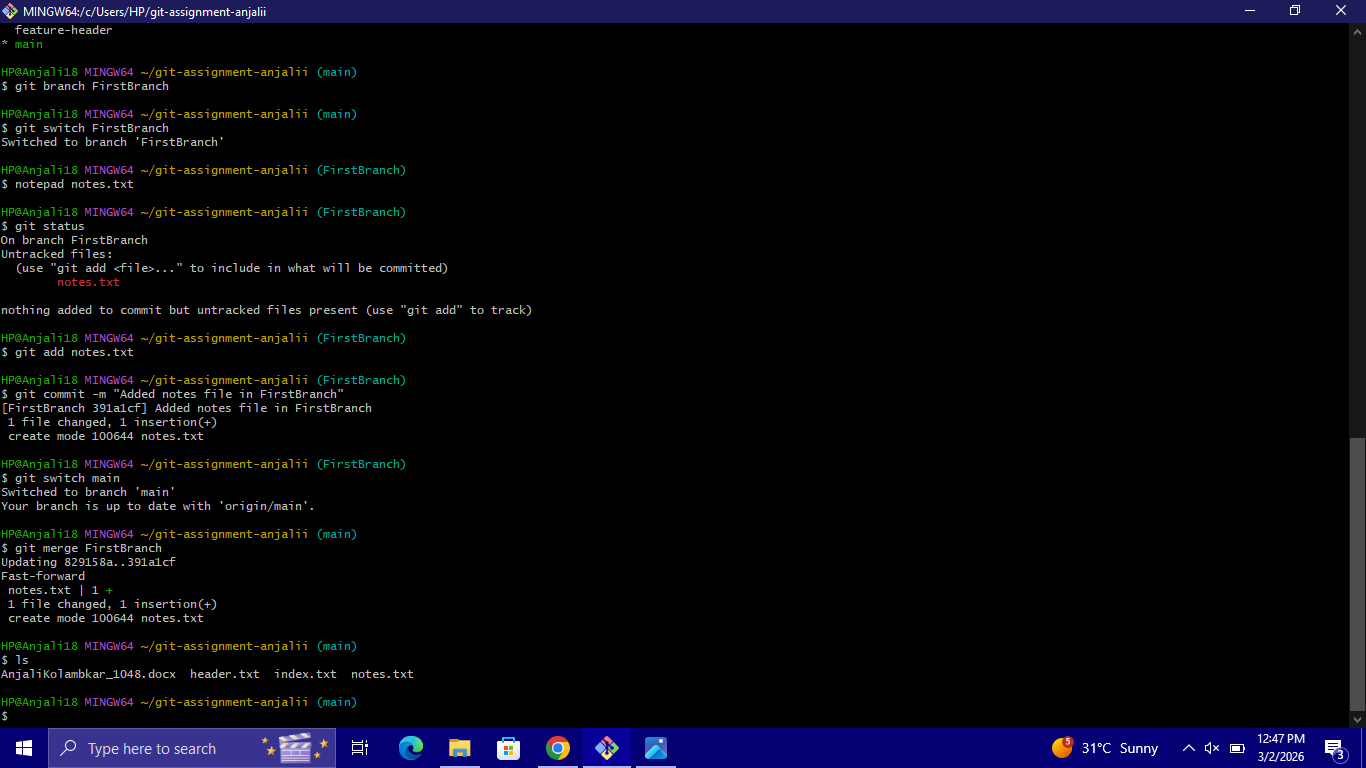 MINGW64:/c/Users/HP/git-assignment-anjalii
  feature-header
* main
HP@Anjali18 MINGW64 ~/git-assignment-anjalii (main)
$ git branch FirstBranch
HP@Anjali18 MINGW64 ~/git-assignment-anjalii (main)
$ git switch FirstBranch
Switched to branch 'FirstBranch'
HP@Anjali18 MINGW64 ~/git-assignment-anjalii (FirstBranch)
$ notepad notes.txt
HP@Anjali18 MINGW64 ~/git-assignment-anjalii (FirstBranch)
$ git status
On branch FirstBranch
Untracked files:
  (use "git add <file>..." to include in what will be committed)
        notes.txt
nothing added to commit but untracked files present (use "git add" to track)
HP@Anjali18 MINGW64 ~/git-assignment-anjalii (FirstBranch)
$ git add notes.txt
HP@Anjali18 MINGW64 ~/git-assignment-anjalii (FirstBranch)
$ git commit -m "Added notes file in FirstBranch"
[FirstBranch 391a1cf] Added notes file in FirstBranch
 1 file changed, 1 insertion(+)
 create mode 100644 notes.txt
HP@Anjali18 MINGW64 ~/git-assignment-anjalii (FirstBranch)
$ git switch main
Switched to branch 'main'
Your branch is up to date with 'origin/main'.
HP@Anjali18 MINGW64 ~/git-assignment-anjalii (main)
$ git merge FirstBranch
Updating 829158a..391a1cf
Fast-forward
 notes.txt | 1 +
 1 file changed, 1 insertion(+)
 create mode 100644 notes.txt
HP@Anjali18 MINGW64 ~/git-assignment-anjalii (main)
$ ls
AnjaliKolambkar_1048.docx  header.txt  index.txt  notes.txt
HP@Anjali18 MINGW64 ~/git-assignment-anjalii (main)
$
Type here to search
5
31°C Sunny
12:47 PM
3/2/2026
3